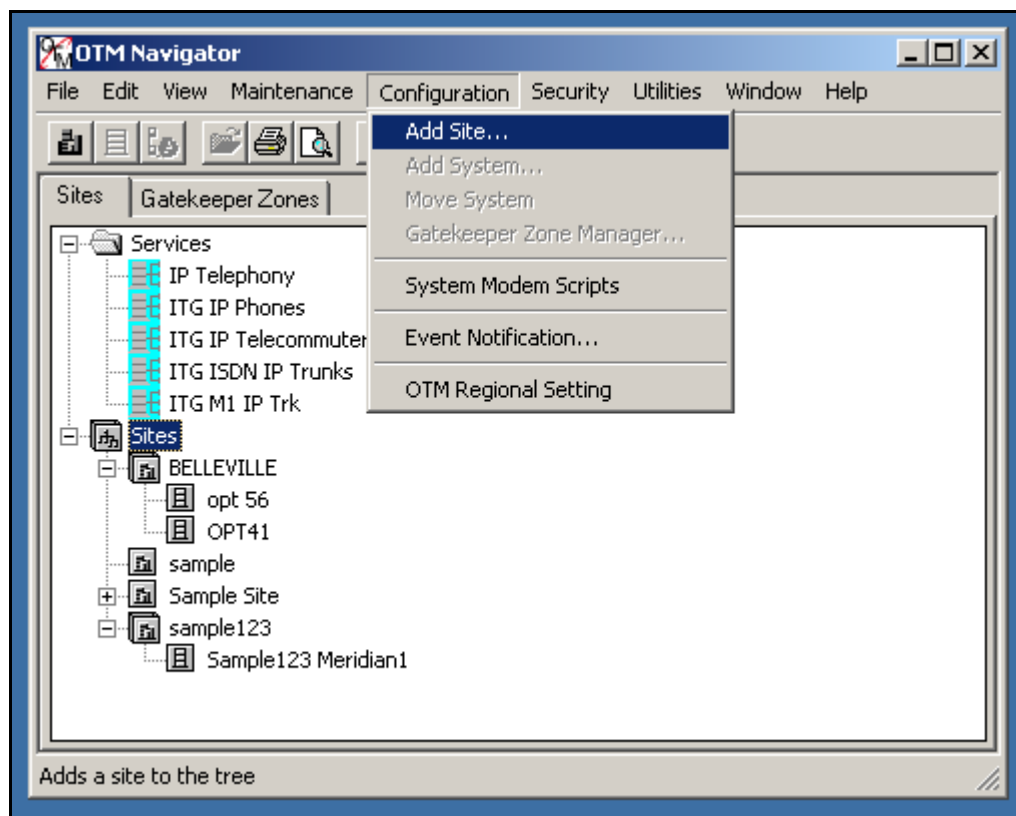 OTM Navigator
File Edit View Maintenance Configuration Security Utilities Window Help
Add Site...
Add System...
Move System
Gatekeeper Zone Manager...
System Modem Scripts
Event Notification...
OTM Regional Setting
Sites Gatekeeper Zones
Services
IP Telephony
ITG IP Phones
ITG IP Telecommuter
ITG ISDN IP Trunks
ITG M1 IP Trk
Sites
BELLEVILLE
opt 56
OPT41
sample
Sample Site
sample123
Sample123 Meridian1
Adds a site to the tree